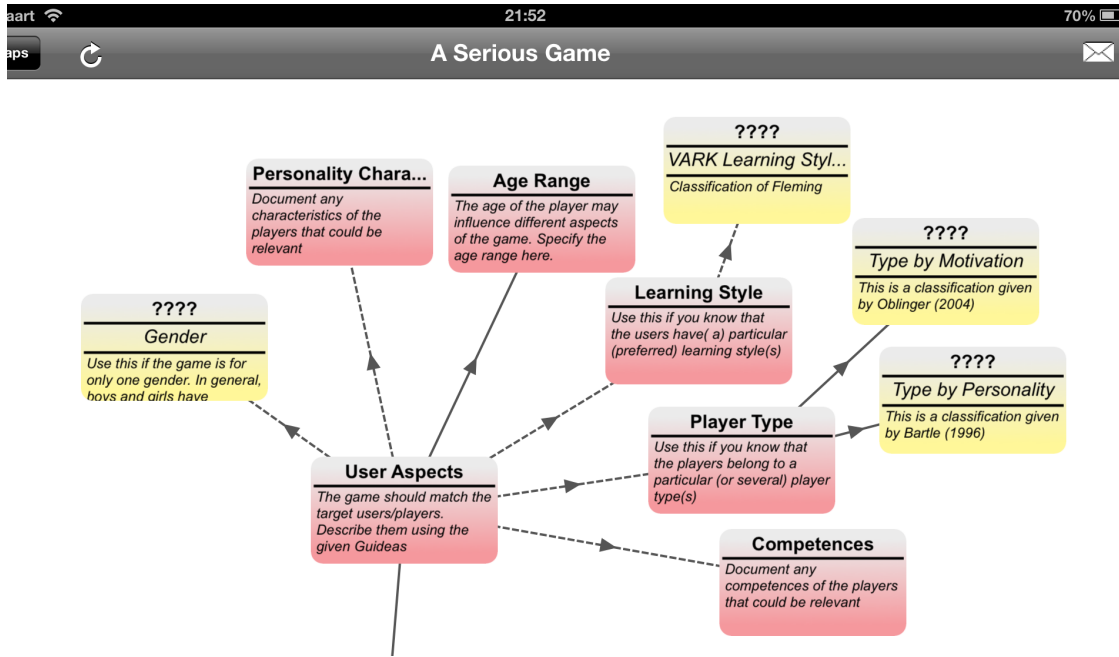 aart 21:52 70%
aps A Serious Game
????
VARK Learning Styl...
Classification of Fleming
Personality Chara...
Document any
characteristics of the
players that could be
relevant
Age Range
The age of the player may
influence different aspects
of the game. Specify the
age range here.
????
Type by Motivation
This is a classification given
by Oblinger (2004)
Learning Style
Use this if you know that
the users have( a) particular
(preferred) learning style(s)
????
Gender
Use this if the game is for
only one gender. In general,
boys and girls have
????
Type by Personality
This is a classification given
by Bartle (1996)
Player Type
Use this if you know that
the players belong to a
particular (or several) player
type(s)
User Aspects
The game should match the
target users/players.
Describe them using the
given Guideas
Competences
Document any
competences of the players
that could be relevant